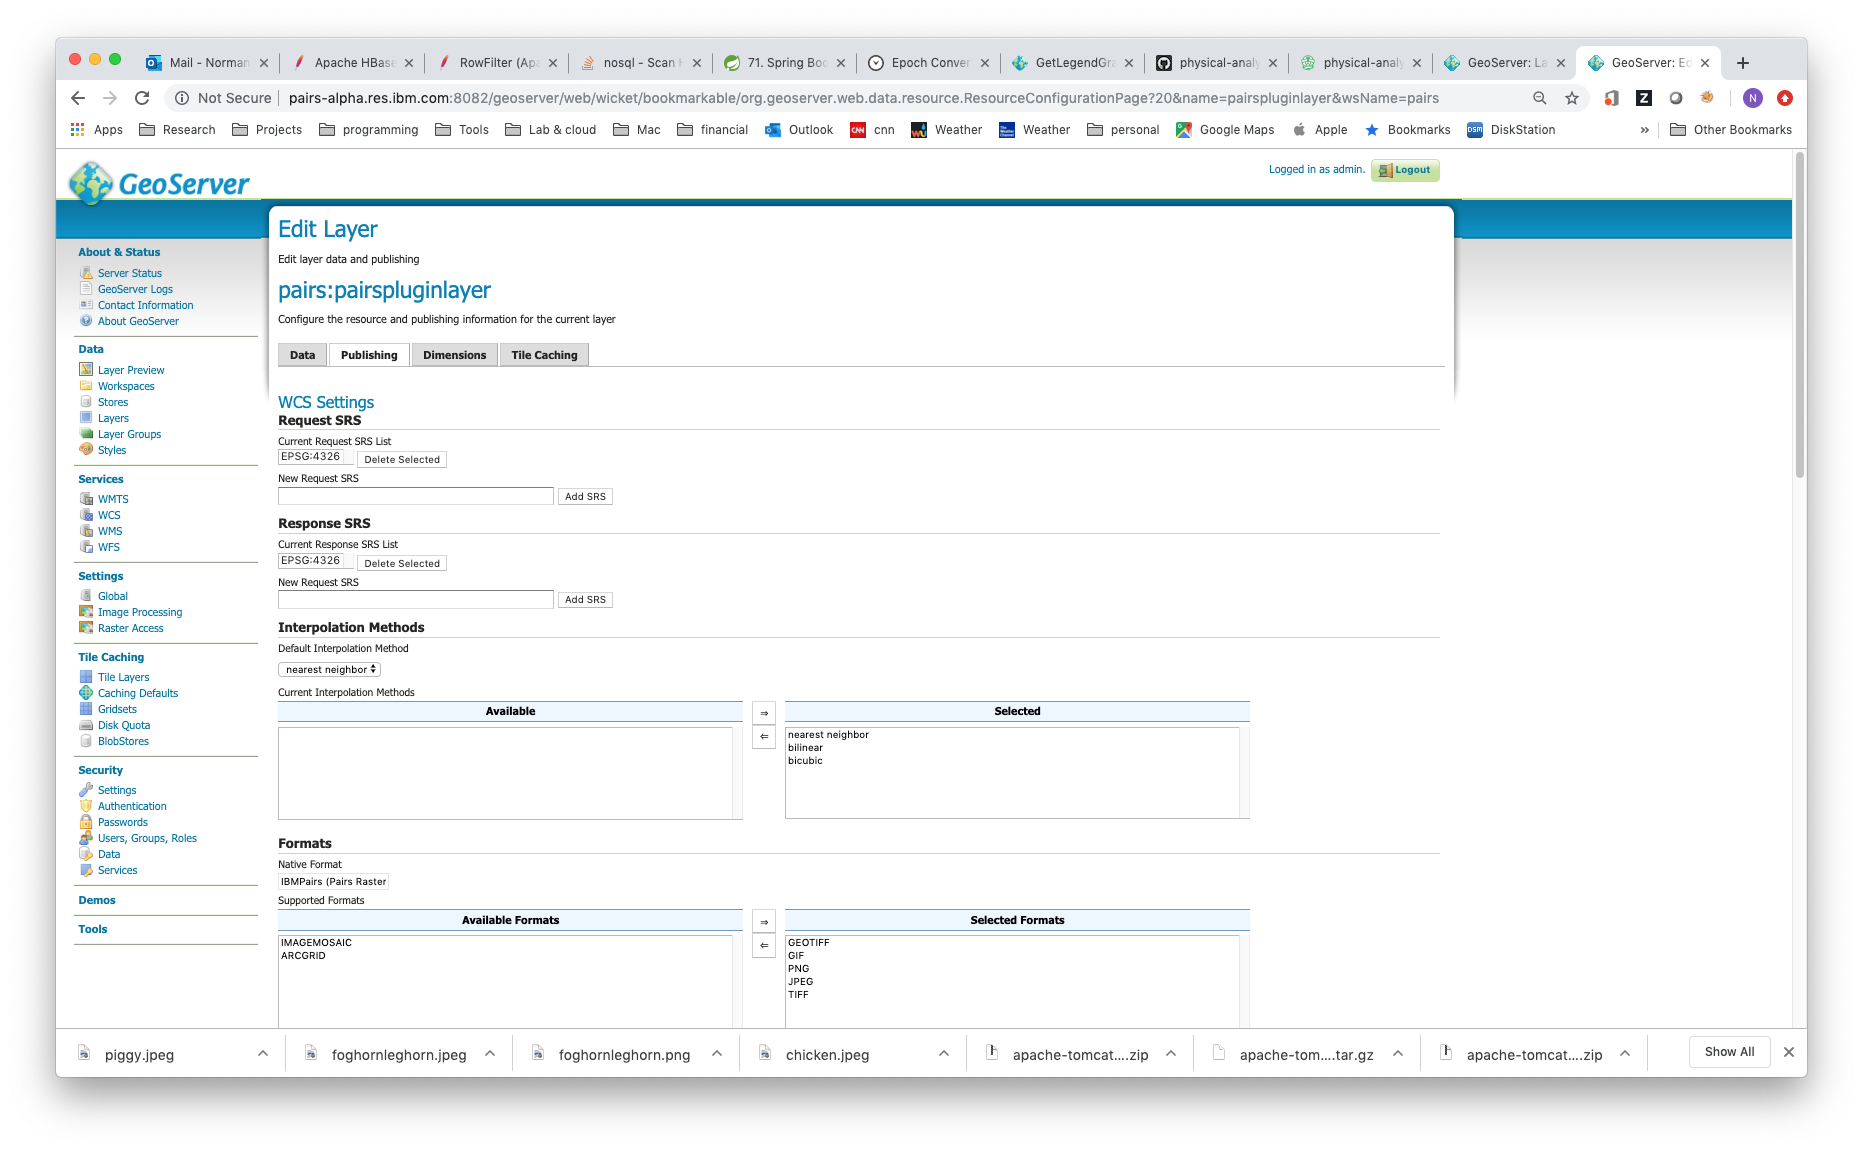 Mail - Norman
Apache HBase
RowFilter (Apa
nosql - Scan H
71. Spring Boo
Epoch Conver
GetLegendGra
physical-analy
physical-analy
GeoServer: La
GeoServer: Ed
Not Secure | pairs-alpha.res.ibm.com:8082/geoserver/web/wicket/bookmarkable/org.geoserver.web.data.resource.ResourceConfigurationPage?20&name=pairspluginlayer&wsName=pairs
N
Apps Research Projects programming Tools Lab & cloud Mac financial Outlook cnn Weather Weather personal Google Maps Apple Bookmarks DiskStation » Other Bookmarks
GeoServer
Logged in as admin. Logout
Edit Layer
Edit layer data and publishing
pairs:pairspluginlayer
Configure the resource and publishing information for the current layer
Data Publishing Dimensions Tile Caching
About & Status
Server Status
GeoServer Logs
Contact Information
About GeoServer
Data
Layer Preview
Workspaces
Stores
Layers
Layer Groups
Styles
Services
WMTS
WCS
WMS
WFS
Settings
Global
Image Processing
Raster Access
Tile Caching
Tile Layers
Caching Defaults
Gridsets
Disk Quota
BlobStores
Security
Settings
Authentication
Passwords
Users, Groups, Roles
Data
Services
Demos
Tools
WCS Settings
Request SRS
Current Request SRS List
EPSG:4326 Delete Selected
New Request SRS
Add SRS
Response SRS
Current Response SRS List
EPSG:4326 Delete Selected
New Request SRS
Add SRS
Interpolation Methods
Default Interpolation Method
nearest neighbor
Current Interpolation Methods
Available ⇒ Selected
⇐
nearest neighbor
bilinear
bicubic
Formats
Native Format
IBMPairs (Pairs Raster
Supported Formats
Available Formats ⇒ Selected Formats
⇐
IMAGEMOSAIC
ARCGRID
GEOTIFF
GIF
PNG
JPEG
TIFF
piggy.jpeg foghornleghorn.jpeg foghornleghorn.png chicken.jpeg apache-tomcat....zip apache-tom....tar.gz apache-tomcat....zip Show All